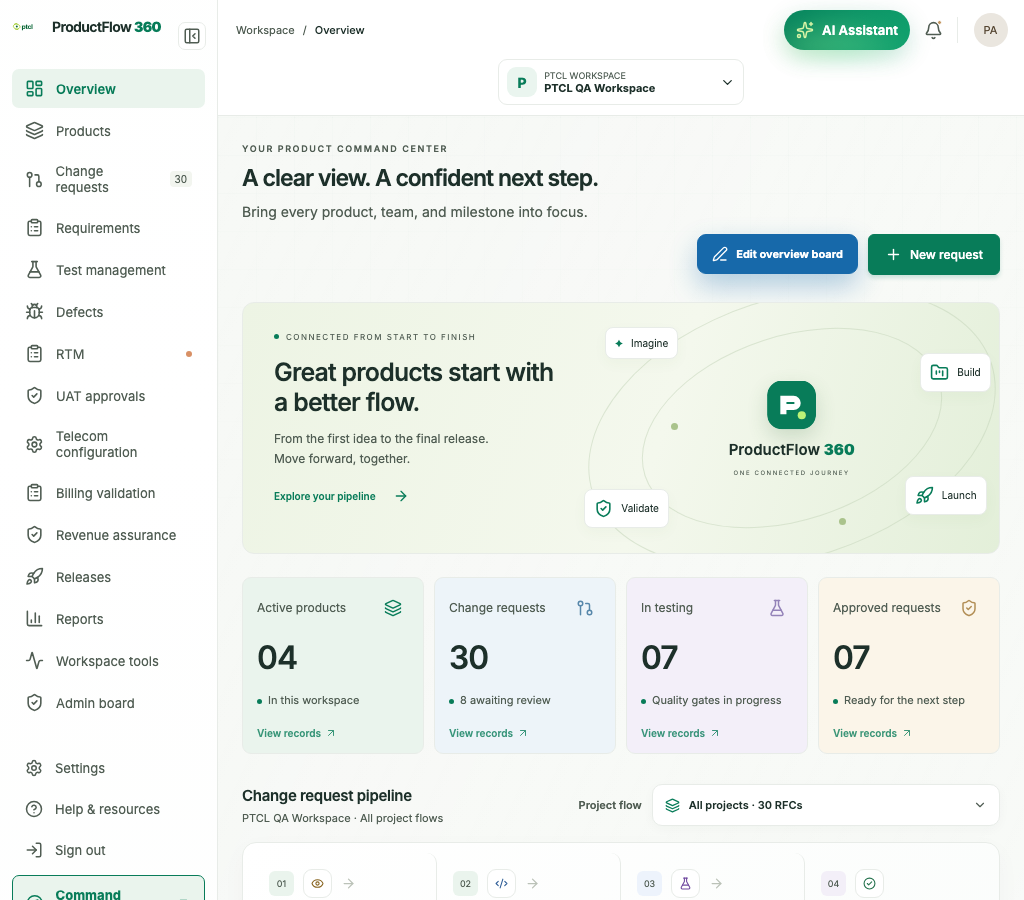 ptcl
ProductFlow 360
Overview
Products
Change
requests
30
Requirements
Test management
Defects
RTM
UAT approvals
Telecom
configuration
Billing validation
Revenue assurance
Releases
Reports
Workspace tools
Admin board
Settings
Help & resources
Sign out
Command
Workspace / Overview
AI Assistant
PA
P
PTCL WORKSPACE
PTCL QA Workspace
YOUR PRODUCT COMMAND CENTER
A clear view. A confident next step.
Bring every product, team, and milestone into focus.
Edit overview board
New request
CONNECTED FROM START TO FINISH
Great products start with
a better flow.
From the first idea to the final release.
Move forward, together.
Explore your pipeline
Imagine
Build
P
ProductFlow 360
ONE CONNECTED JOURNEY
Validate
Launch
Active products
04
In this workspace
View records
Change requests
30
8 awaiting review
View records
In testing
07
Quality gates in progress
View records
Approved requests
07
Ready for the next step
View records
Change request pipeline
PTCL QA Workspace · All project flows
Project flow
All projects · 30 RFCs
01
02
03
04